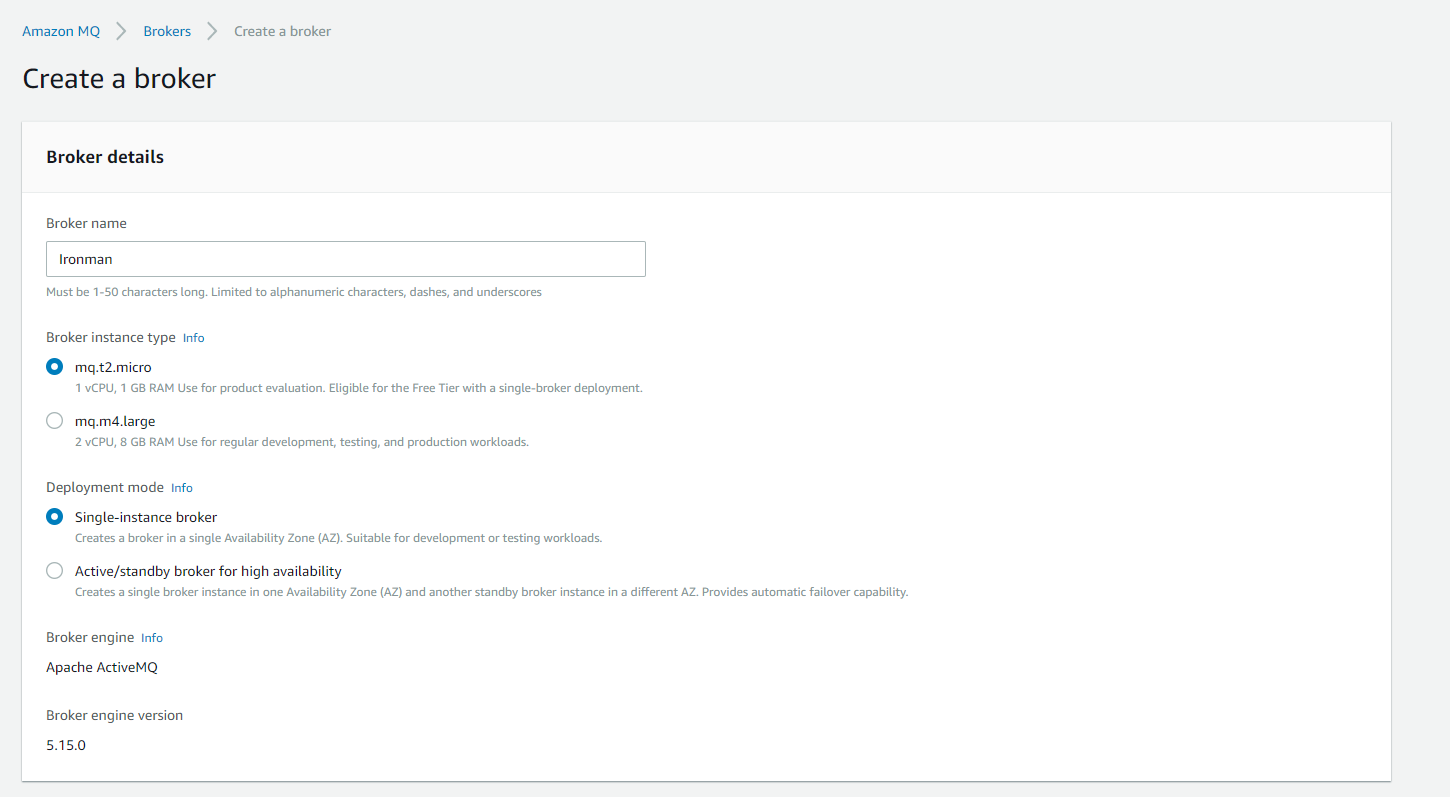 Amazon MQ > Brokers > Create a broker
Create a broker
Broker details
Broker name
Ironman
Must be 1-50 characters long. Limited to alphanumeric characters, dashes, and underscores
Broker instance type Info
mq.t2.micro
1 vCPU, 1 GB RAM Use for product evaluation. Eligible for the Free Tier with a single-broker deployment.
mq.m4.large
2 vCPU, 8 GB RAM Use for regular development, testing, and production workloads.
Deployment mode Info
Single-instance broker
Creates a broker in a single Availability Zone (AZ). Suitable for development or testing workloads.
Active/standby broker for high availability
Creates a single broker instance in one Availability Zone (AZ) and another standby broker instance in a different AZ. Provides automatic failover capability.
Broker engine Info
Apache ActiveMQ
Broker engine version
5.15.0